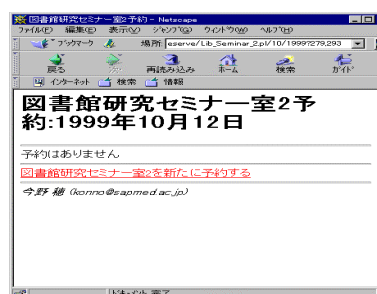 図書館研究セミナー室2予約 - Netscape
ファイル(F) 編集(E) 表示(V) ジャンプ(G) ウィンドウ(W) ヘルプ(H)
ブックマーク 場所: eserve/Lib_Seminar_2.pl/10/19997279,293
戻る 再読み込み ホーム 検索 ガイド
インターネット 検索 情報
図書館研究セミナー室2予
約:1999年10月12日
予約はありません
図書館研究セミナー室2を新たに予約する
今野 穂 (konno@sapmed.ac.jp)
ドキュメント: 完了